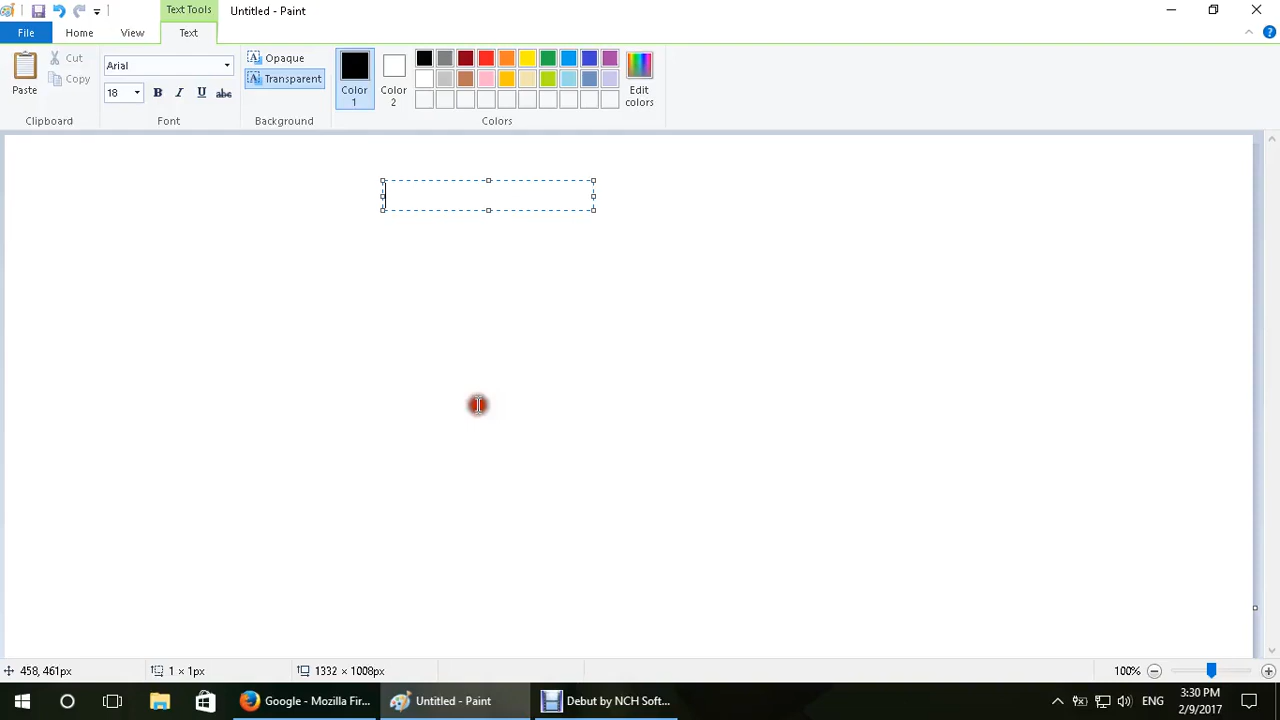 Text Tools
Untitled - Paint
File
Home
View
Text
Paste
Cut
Copy
Clipboard
Arial
18
B I U abc
Font
A Opaque
A Transparent
Background
Color 1
Color 2
Edit colors
Colors
458, 461px
1 × 1px
1332 × 1008px
100%
Google - Mozilla Fir...
Untitled - Paint
Debut by NCH Soft...
ENG
3:30 PM
2/9/2017